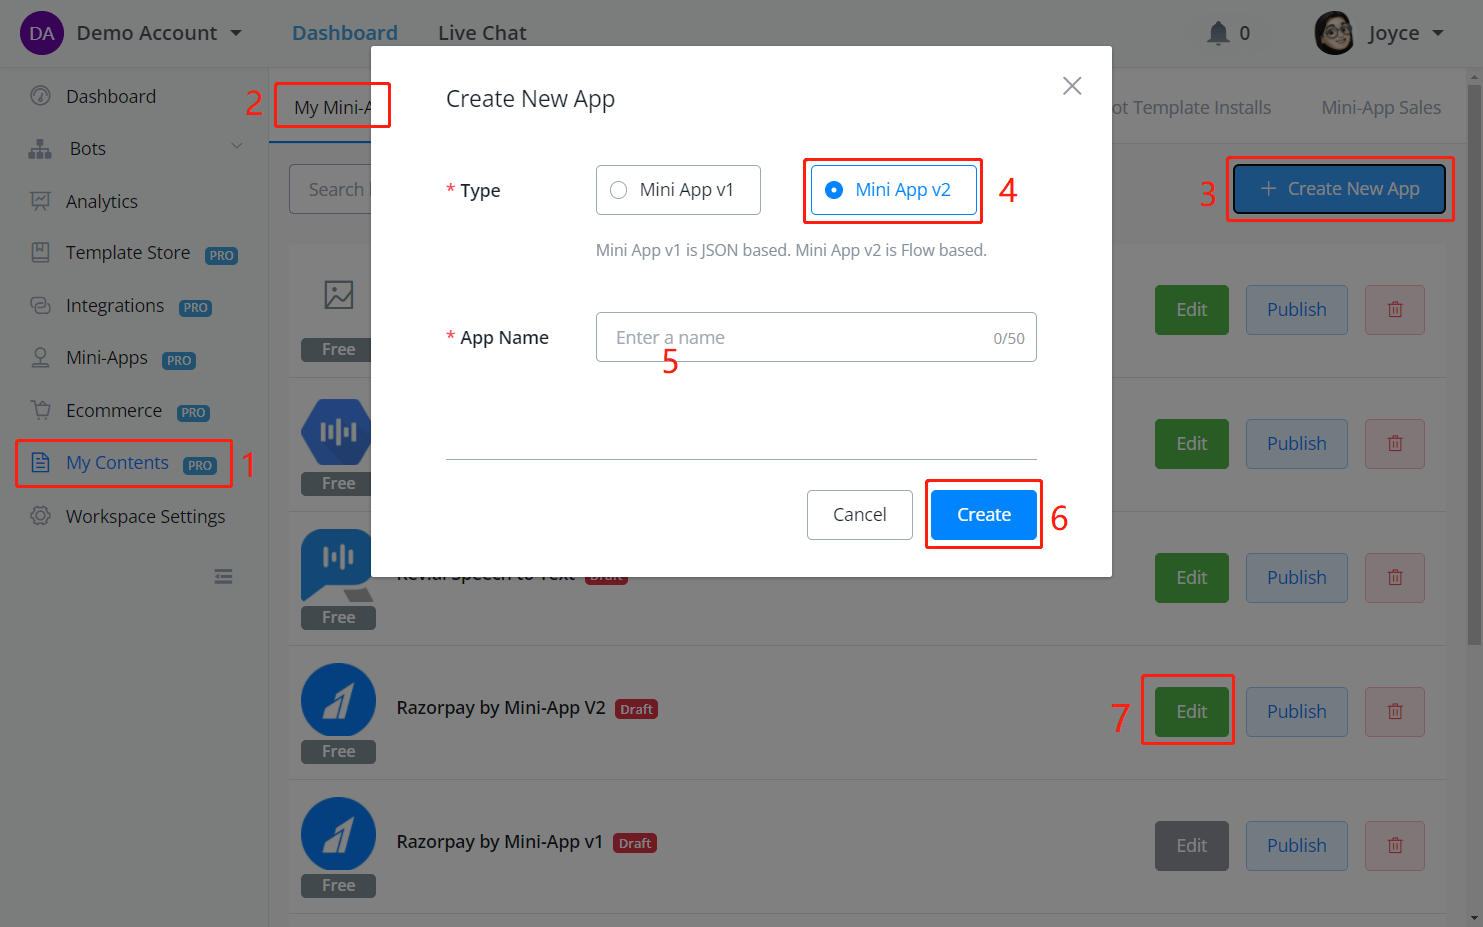 DA Demo Account Dashboard Live Chat 0 Joyce
Dashboard
Bots
Analytics
Template Store PRO
Integrations PRO
Mini-Apps PRO
Ecommerce PRO
My Contents PRO
1
Workspace Settings
2
My Mini-A
ot Template Installs
Mini-App Sales
Search
3
+ Create New App
Create New App
* Type
Mini App v1
Mini App v2
4
Mini App v1 is JSON based. Mini App v2 is Flow based.
* App Name
Enter a name
0/50
5
Cancel
Create
6
Free
Edit
Publish
Free
Edit
Publish
Speech to Text Draft
Free
Edit
Publish
Razorpay by Mini-App V2 Draft
Free
7
Edit
Publish
Razorpay by Mini-App v1 Draft
Free
Edit
Publish